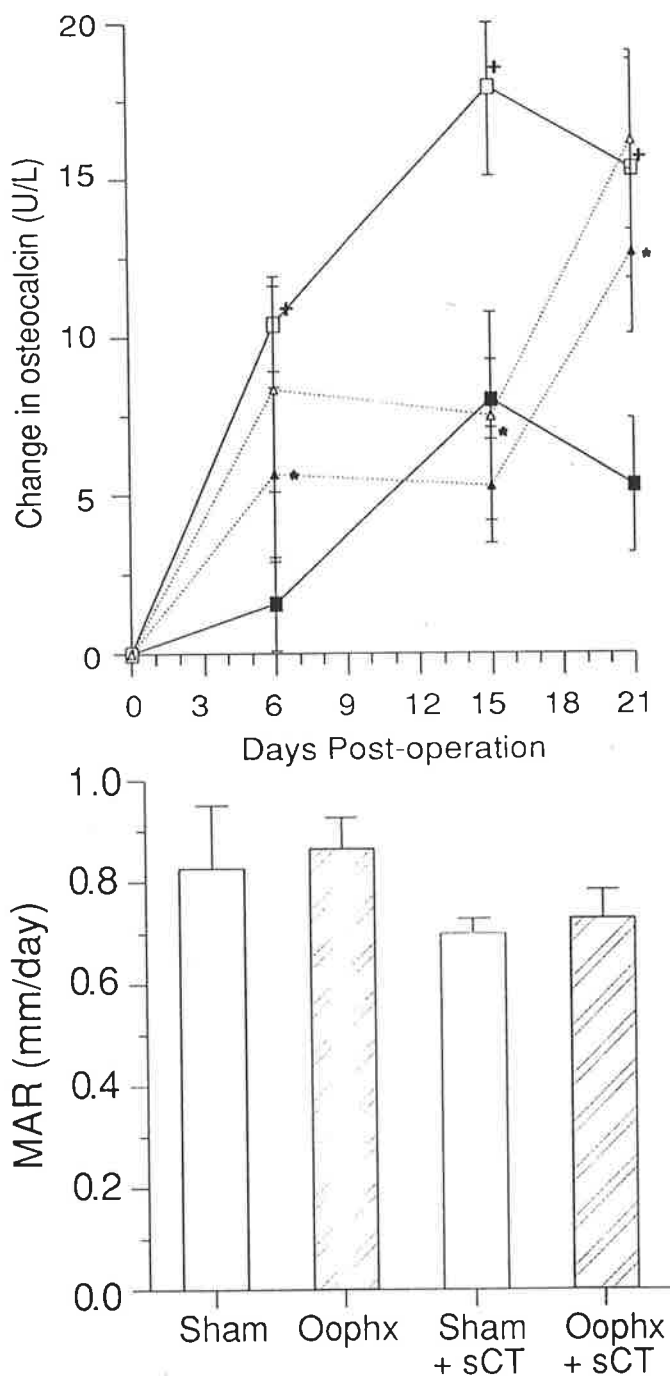 20
15
10
5
0
Change in osteocalcin (U/L)
+
+
+
*
*
*
0 3 6 9 12 15 18 21
Days Post-operation
1.0
0.8
0.6
0.4
0.2
0.0
MAR (mm/day)
Sham Oophx Sham Oophx
+ sCT + sCT